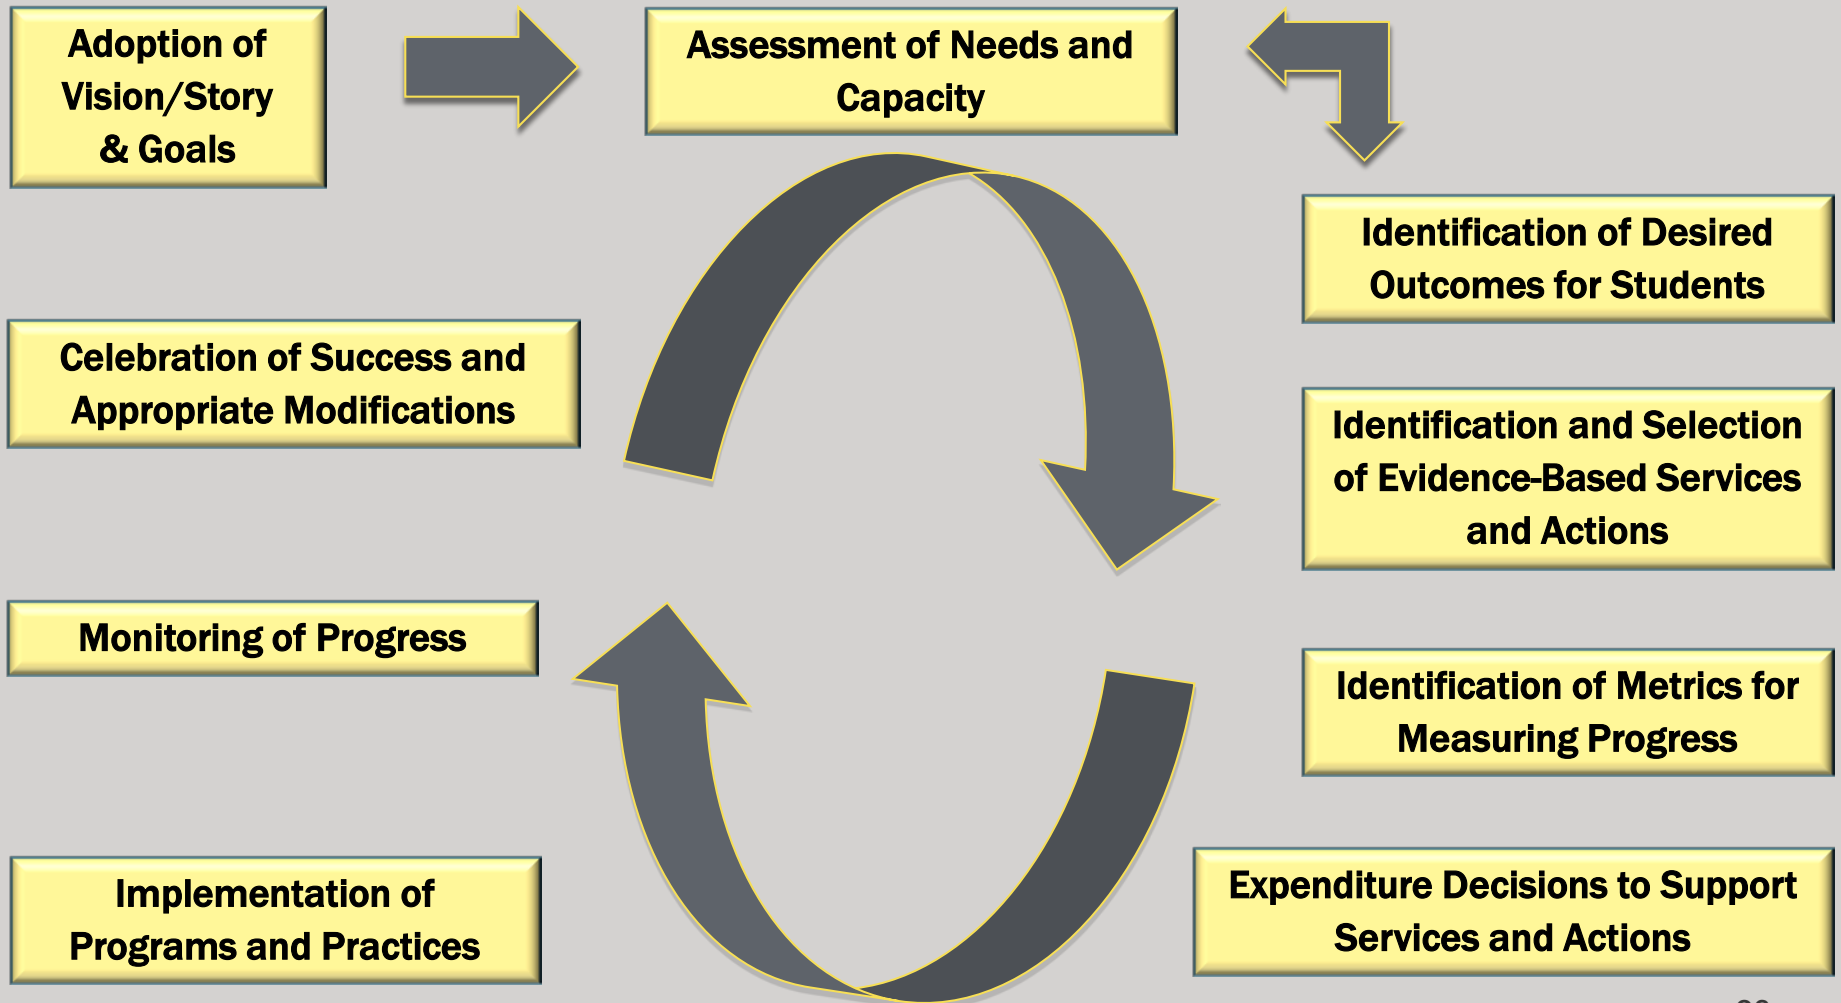 Adoption of
Vision/Story
& Goals
Assessment of Needs and
Capacity
Identification of Desired
Outcomes for Students
Celebration of Success and
Appropriate Modifications
Identification and Selection
of Evidence-Based Services
and Actions
Monitoring of Progress
Identification of Metrics for
Measuring Progress
Implementation of
Programs and Practices
Expenditure Decisions to Support
Services and Actions